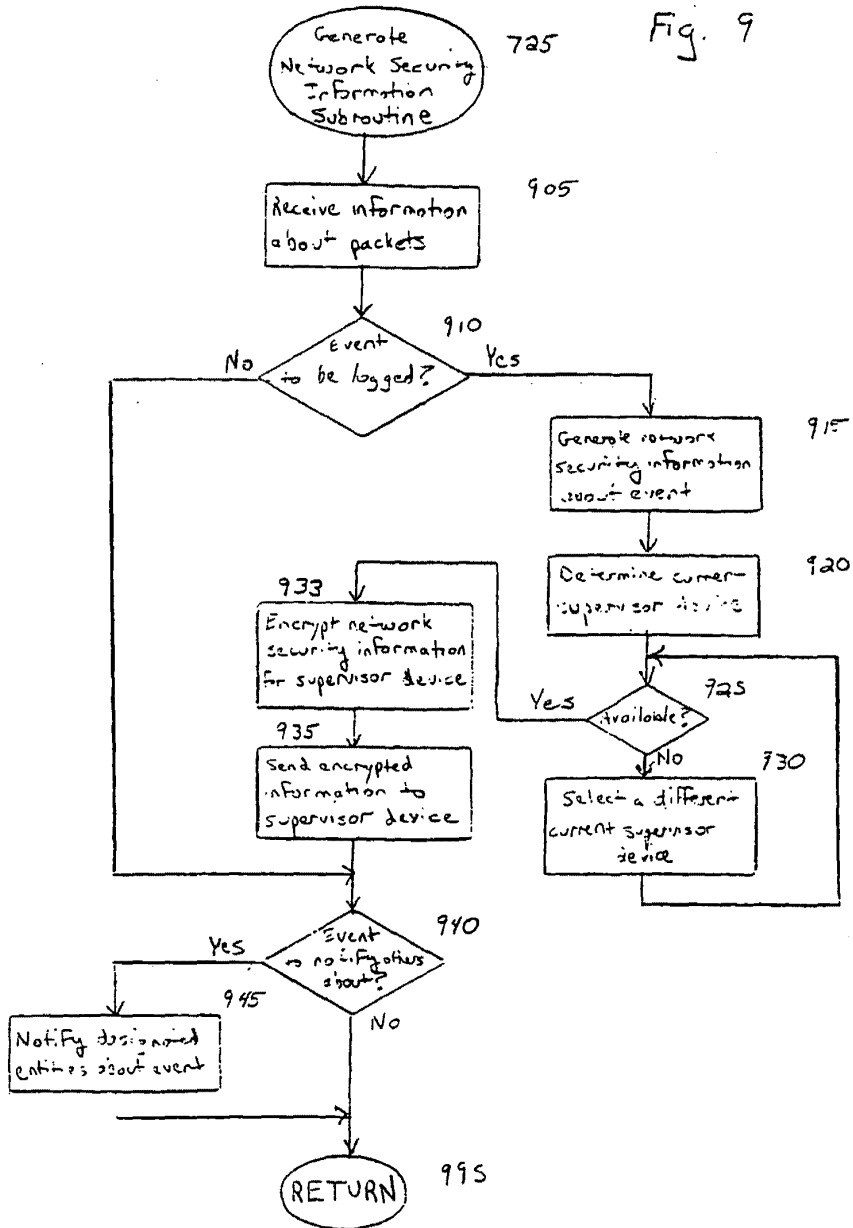 Fig. 9
Generate
Network Security
Information
Subroutine
725
Receive information
about packets
905
Event
to be logged?
910
No
Yes
Generate network
security information
about event
915
Determine current
supervisor device
920
Available?
925
Yes
No
Select a different
current supervisor
device
930
933
Encrypt network
security information
for supervisor device
935
Send encrypted
information to
supervisor device
Event
to notify others
about?
940
Yes
No
945
Notify designated
entities about event
RETURN
995